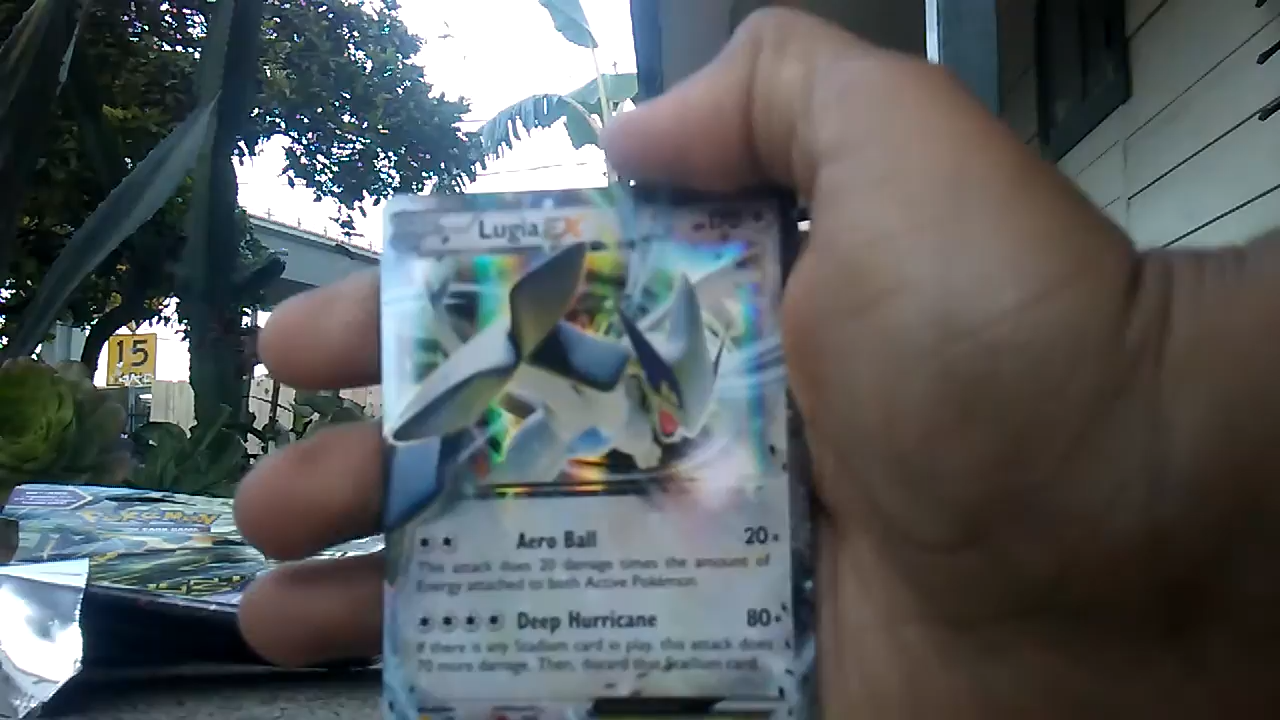 Lugia EX
15
Aero Ball 20x
This attack does 20 damage times the amount of
Energy attached to both Active Pokémon.
Deep Hurricane 80+
If there is any Stadium card in play, this attack does
70 more damage. Then, discard that Stadium card.
POKÉMON